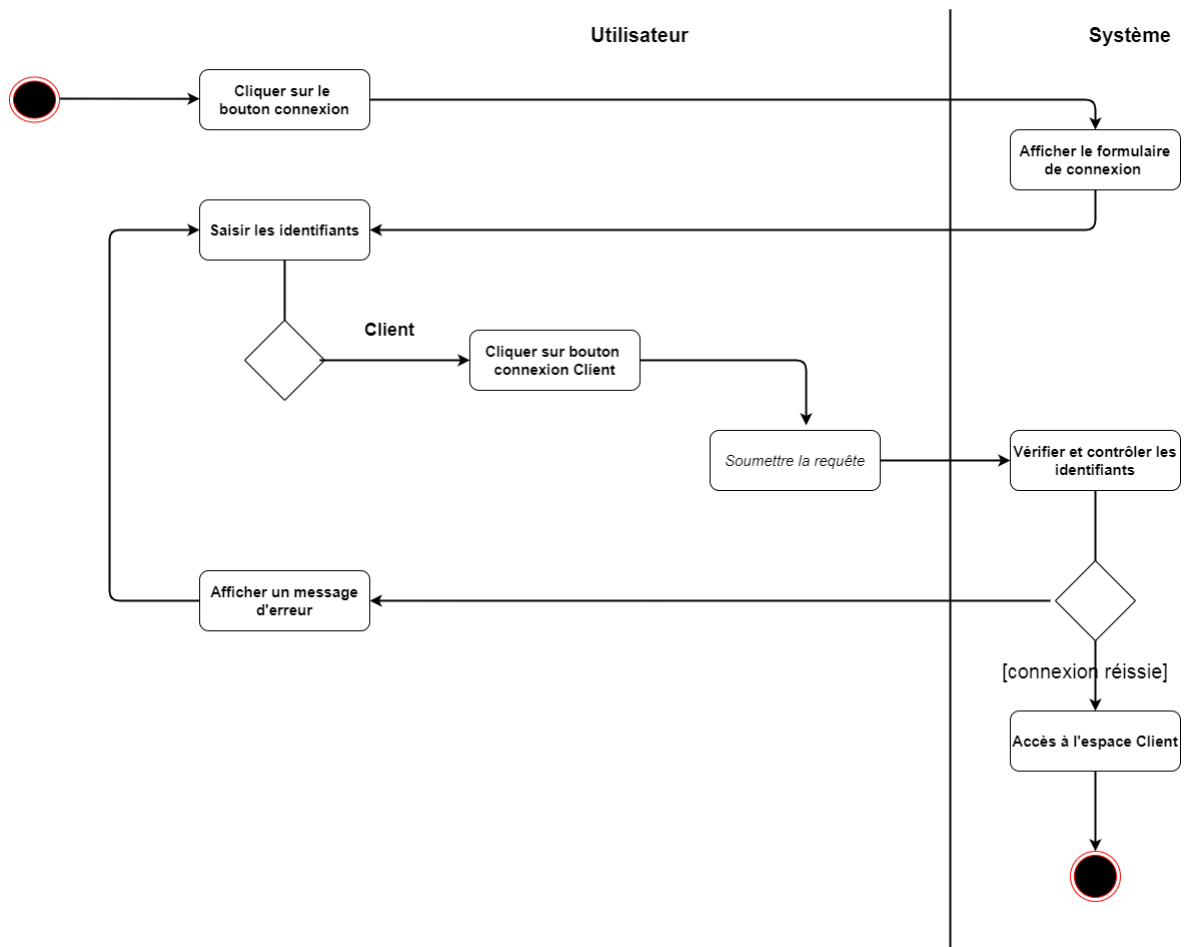 Utilisateur
Système
Cliquer sur le
bouton connexion
Afficher le formulaire
de connexion
Saisir les identifiants
Client
Cliquer sur bouton
connexion Client
Soumettre la requête
Vérifier et contrôler les
identifiants
Afficher un message
d'erreur
[connexion réissie]
Accès à l'espace Client